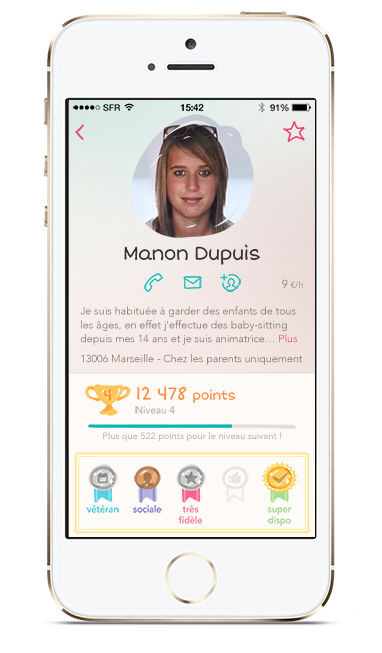 SFR 15:42 91%
Manon Dupuis
9 €/h
Je suis habituée à garder des enfants de tous
les âges, en effet j'effectue des baby-sitting
depuis mes 14 ans et je suis animatrice... Plus
13006 Marseille - Chez les parents uniquement
4
12 478 points
Niveau 4
Plus que 522 points pour le niveau suivant !
vétéran sociale très fidèle super dispo